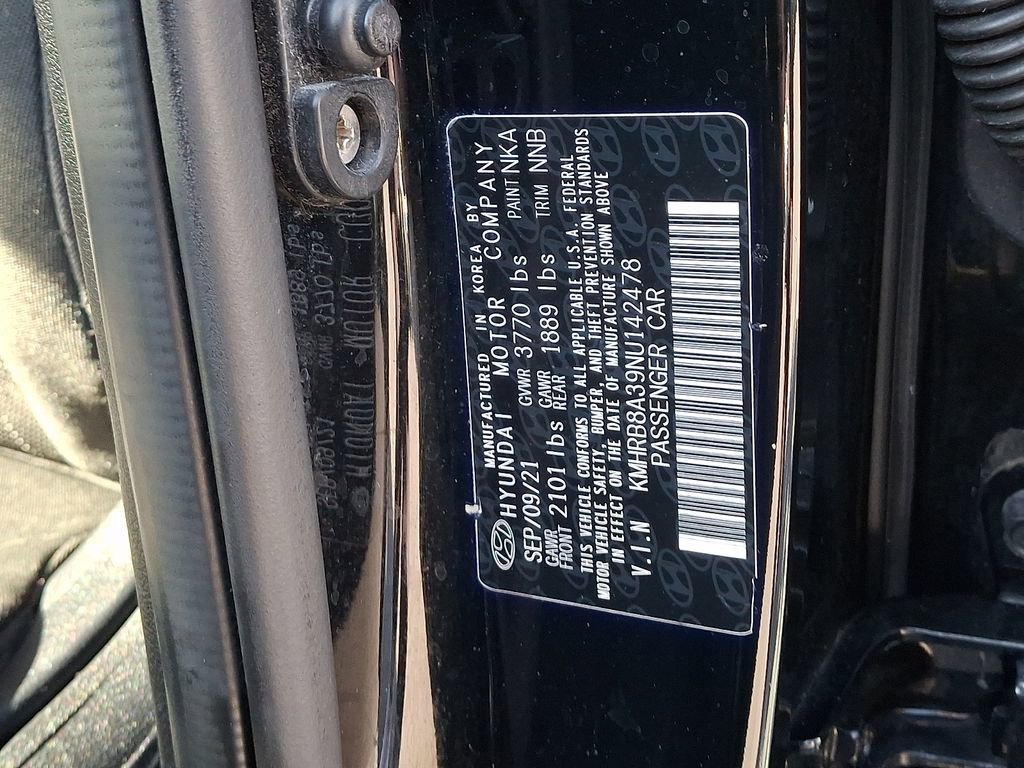 MANUFACTURED IN KOREA BY
HYUNDAI MOTOR COMPANY
SEP/09/21 GVWR 3770 lbs PAINT NKA
GAWR FRONT 2101 lbs GAWR REAR 1889 lbs TRIM NNB
THIS VEHICLE CONFORMS TO ALL APPLICABLE U.S.A. FEDERAL
MOTOR VEHICLE SAFETY, BUMPER, AND THEFT PREVENTION STANDARDS
IN EFFECT ON THE DATE OF MANUFACTURE SHOWN ABOVE
V.I.N KMHRB8A39NU142478
PASSENGER CAR